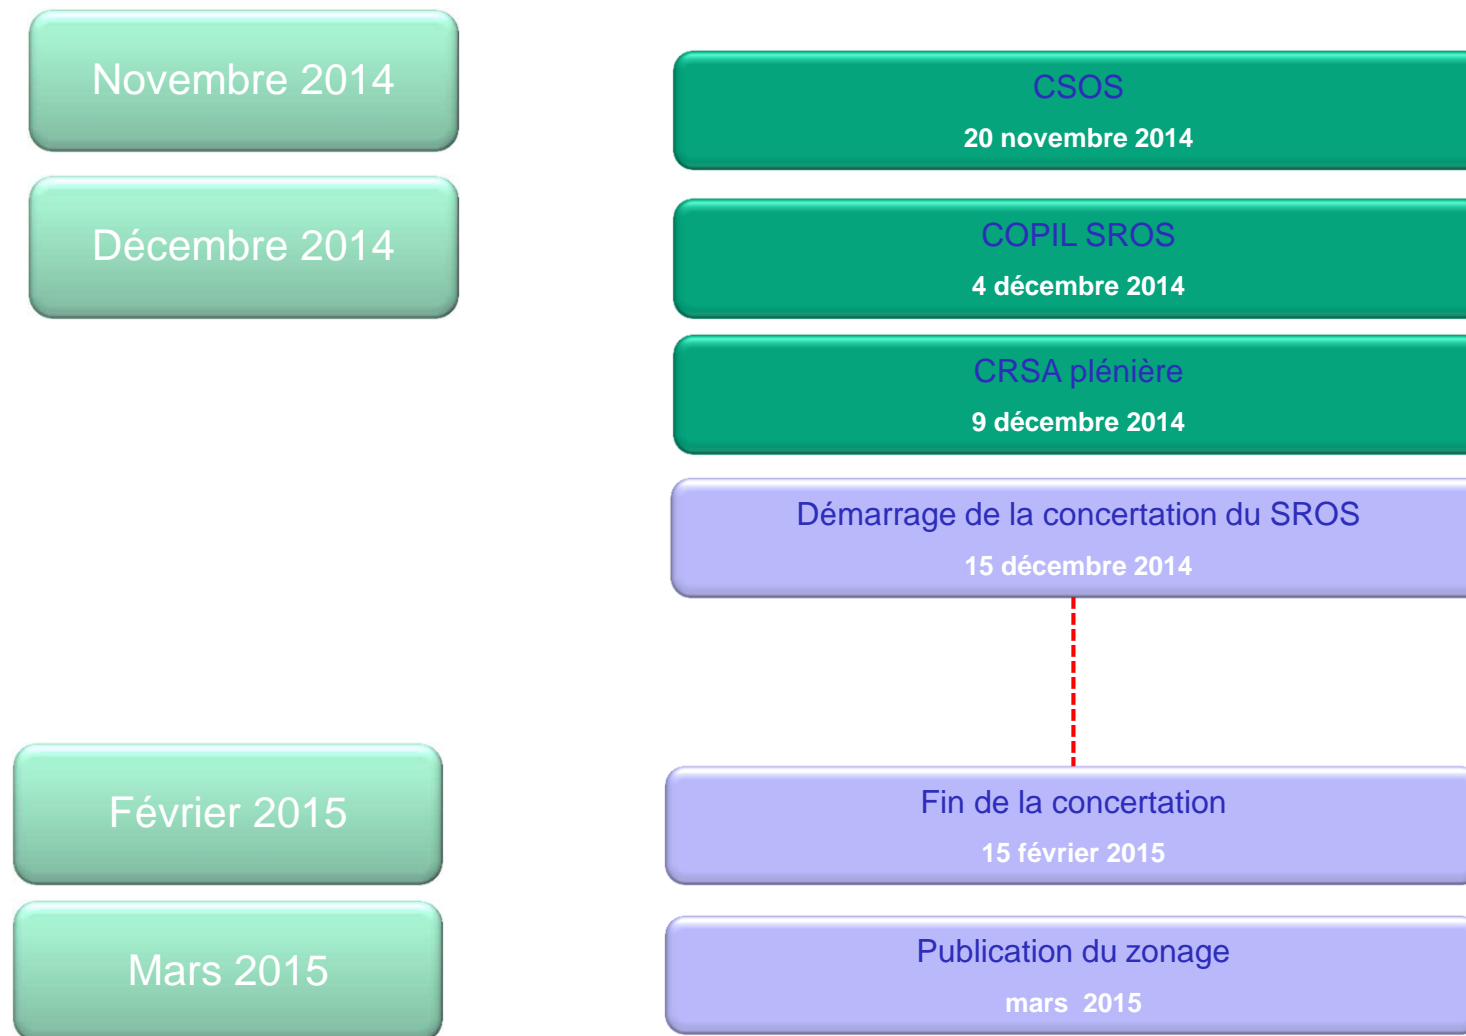 Novembre 2014
CSOS
20 novembre 2014
Décembre 2014
COPIL SROS
4 décembre 2014
CRSA plénière
9 décembre 2014
Démarrage de la concertation du SROS
15 décembre 2014
Février 2015
Fin de la concertation
15 février 2015
Mars 2015
Publication du zonage
mars 2015